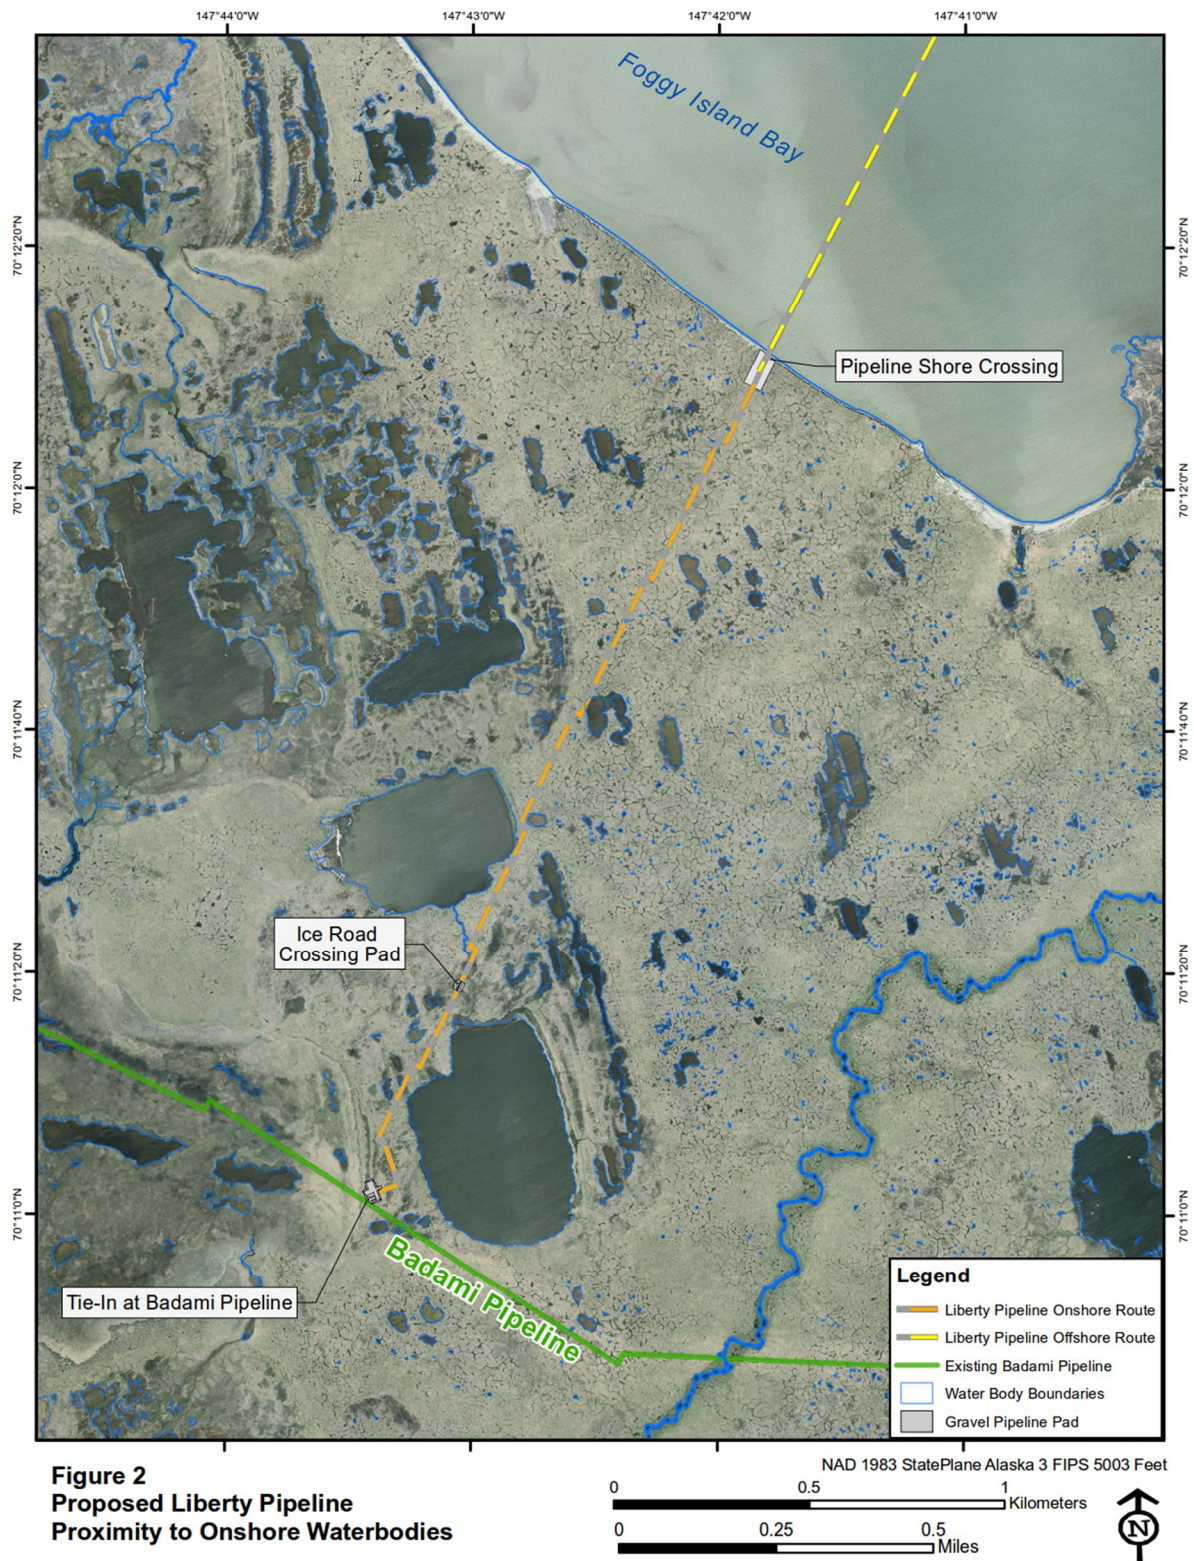 147°44'0"W
147°43'0"W
147°42'0"W
147°41'0"W
Foggy Island Bay
70°12'20"N
70°12'20"N
Pipeline Shore Crossing
70°12'0"N
70°12'0"N
70°11'40"N
70°11'40"N
Ice Road
Crossing Pad
70°11'20"N
70°11'20"N
70°11'0"N
70°11'0"N
Badami Pipeline
Tie-In at Badami Pipeline
Legend
Liberty Pipeline Onshore Route
Liberty Pipeline Offshore Route
Existing Badami Pipeline
Water Body Boundaries
Gravel Pipeline Pad
Figure 2
Proposed Liberty Pipeline
Proximity to Onshore Waterbodies
NAD 1983 StatePlane Alaska 3 FIPS 5003 Feet
0 0.5 1
Kilometers
0 0.25 0.5
Miles
N